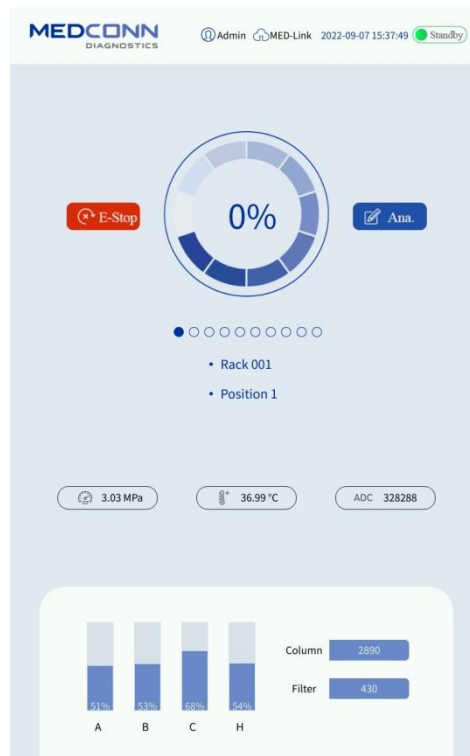 MEDCONN
DIAGNOSTICS
Admin MED-Link 2022-09-07 15:37:49 Standby
E-Stop
0%
Ana.
• Rack 001
• Position 1
3.03 MPa
36.99 °C
ADC 328288
51% 53% 68% 54%
A B C H
Column 2890
Filter 430